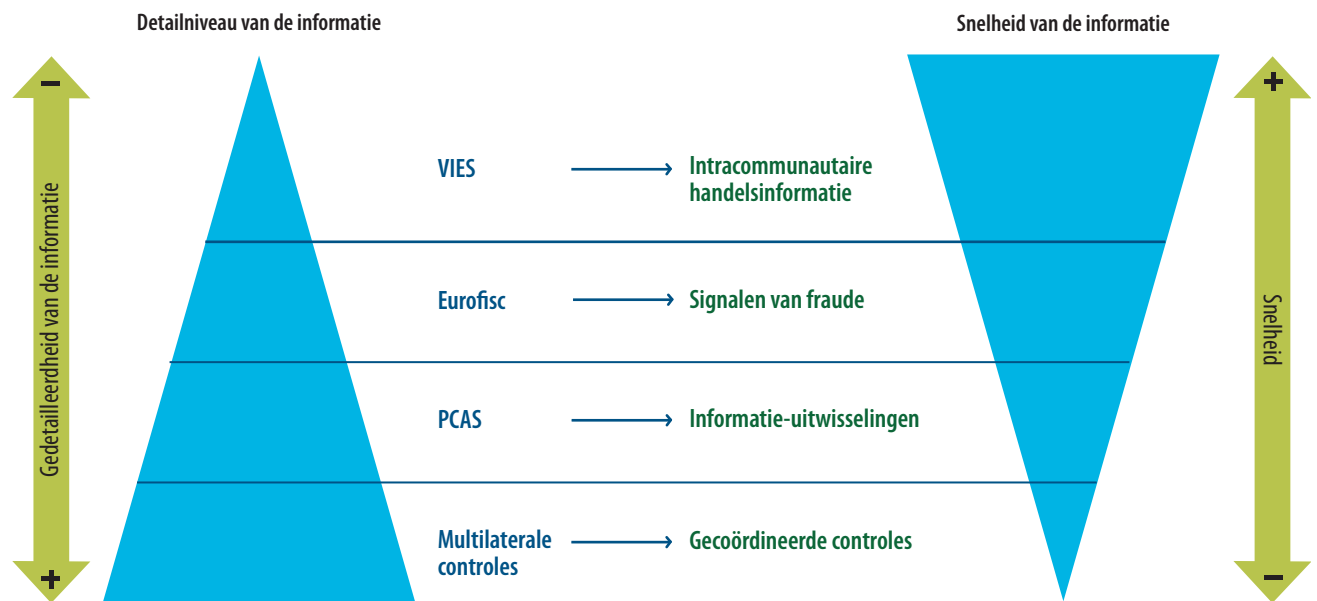 Detailniveau van de informatie
Snelheid van de informatie
−
+
Gedetailleerdheid van de informatie
VIES
Intracommunautaire
handelsinformatie
Eurofisc
Signalen van fraude
Snelheid
PCAS
Informatie-uitwisselingen
Multilaterale
controles
Gecoördineerde controles
+
−